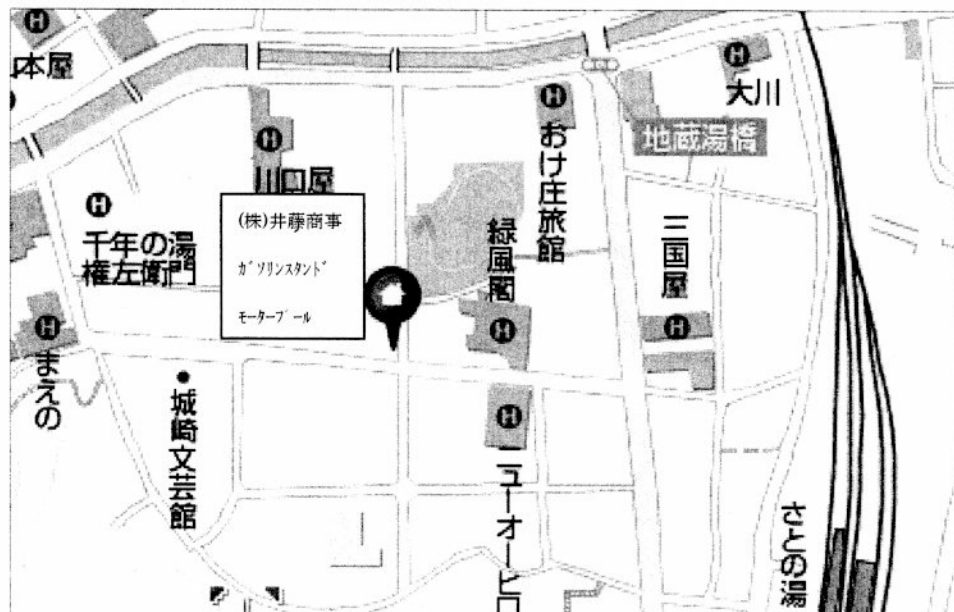 本屋
大川
地蔵湯橋
おけ庄旅館
川口屋
(株)井藤商事
ガソリンスタンド
モータープール
千年の湯
権左衛門
緑風閣
三国屋
まえの
城崎文芸館
ニューオーヒロ
さとの湯